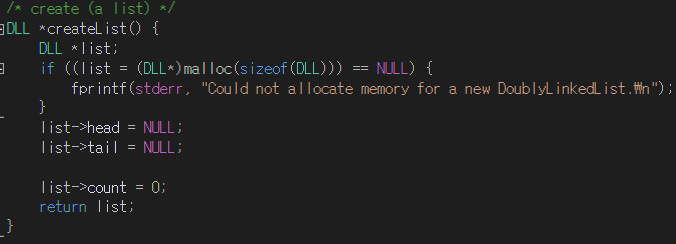 /* create (a list) */
DLL *createList() {
DLL *list;
if ((list = (DLL*)malloc(sizeof(DLL))) == NULL) {
fprintf(stderr, "Could not allocate memory for a new DoublyLinkedList.₩n");
}
list->head = NULL;
list->tail = NULL;
list->count = 0;
return list;
}